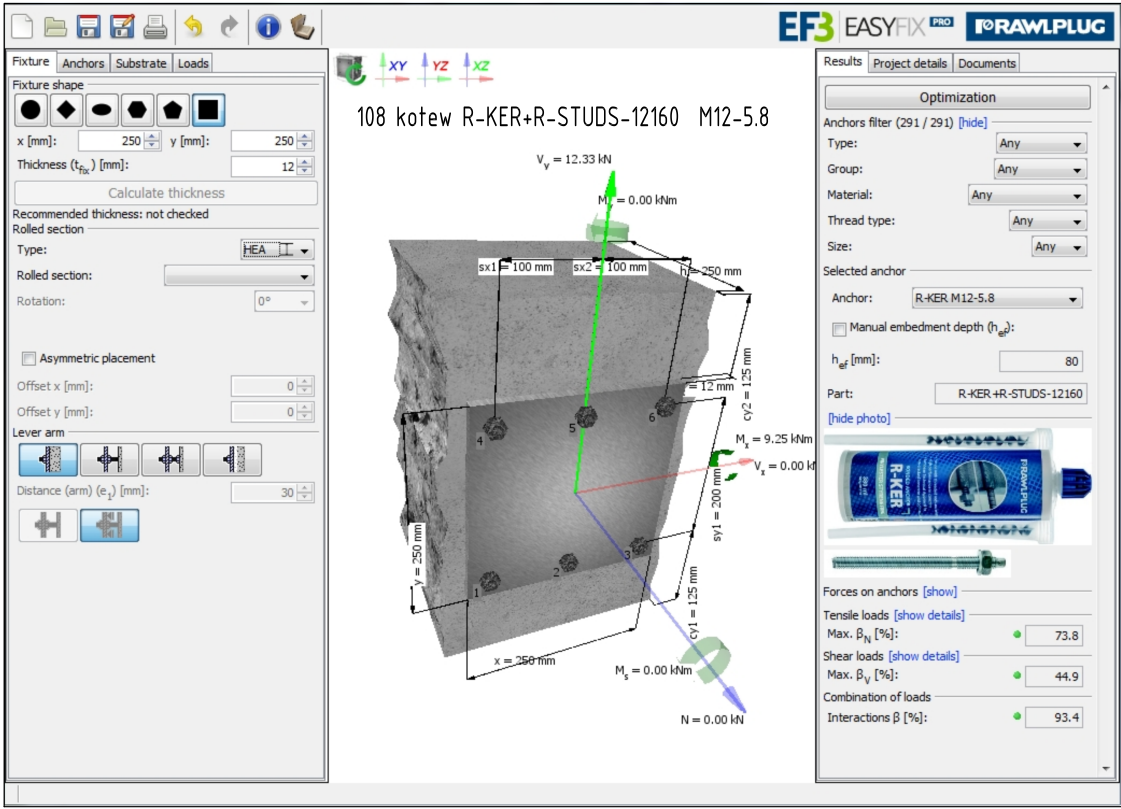 EF3 EASYFIX PRO RAWLPLUG
Fixture Anchors Substrate Loads
Fixture shape
x [mm]: 250 y [mm]: 250
Thickness (tfix) [mm]: 12
Calculate thickness
Recommended thickness: not checked
Rolled section
Type: HEA
Rolled section:
Rotation: 0°
Asymmetric placement
Offset x [mm]: 0
Offset y [mm]: 0
Lever arm
Distance (arm) (e1) [mm]: 30
XY YZ XZ
108 kotew R-KER+R-STUDS-12160 M12-5.8
Vy = 12.33 kN
= 0.00 kNm
sx1 = 100 mm sx2 = 100 mm h = 250 mm
= 12 mm
cy2 = 125 mm
4 5 6
Mx = 9.25 kNm
Vx = 0.00 kN
sy1 = 200 mm
y = 250 mm
1 2 3
cy1 = 125 mm
x = 250 mm
Ms = 0.00 kNm
N = 0.00 kN
Results Project details Documents
Optimization
Anchors filter (291 / 291) [hide]
Type: Any
Group: Any
Material: Any
Thread type: Any
Size: Any
Selected anchor
Anchor: R-KER M12-5.8
Manual embedment depth (hef):
hef [mm]: 80
Part: R-KER+R-STUDS-12160
[hide photo]
R-KER
RAWLPLUG
Forces on anchors [show]
Tensile loads [show details]
Max. βN [%]: 73.8
Shear loads [show details]
Max. βV [%]: 44.9
Combination of loads
Interactions β [%]: 93.4